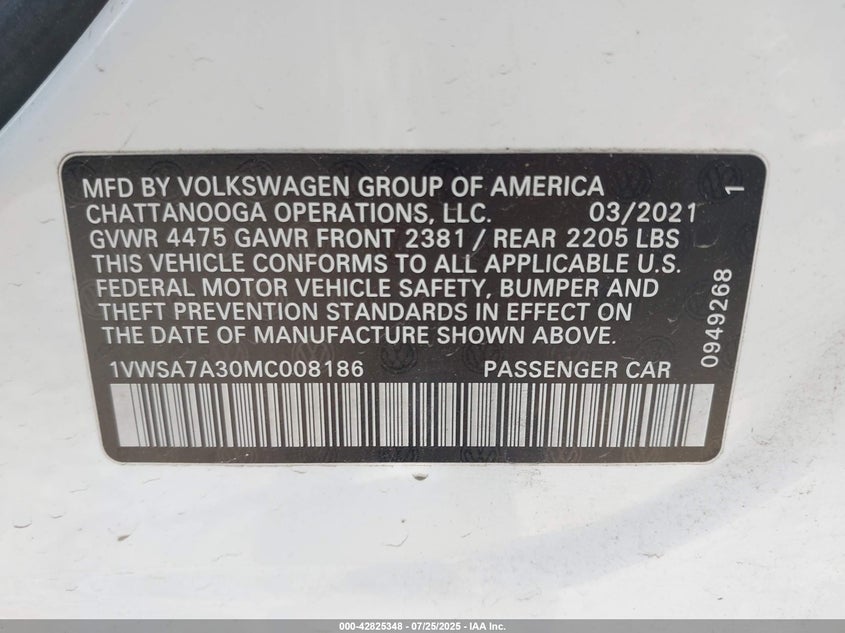 MFD BY VOLKSWAGEN GROUP OF AMERICA
CHATTANOOGA OPERATIONS, LLC. 03/2021
GVWR 4475 GAWR FRONT 2381 / REAR 2205 LBS
THIS VEHICLE CONFORMS TO ALL APPLICABLE U.S.
FEDERAL MOTOR VEHICLE SAFETY, BUMPER AND
THEFT PREVENTION STANDARDS IN EFFECT ON
THE DATE OF MANUFACTURE SHOWN ABOVE.
1VWSA7A30MC008186 PASSENGER CAR
0949268 1
000-42825348 - 07/25/2025 - IAA Inc.